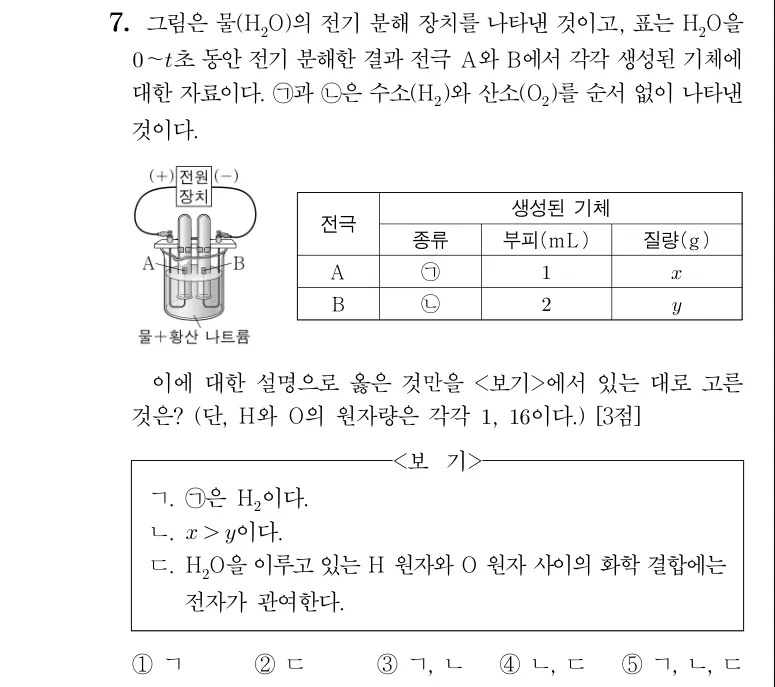 7. 그림은 물(H₂O)의 전기 분해 장치를 나타낸 것이고, 표는 H₂O을
0~t초 동안 전기 분해한 결과 전극 A와 B에서 각각 생성된 기체에
대한 자료이다. ㉠과 ㉡은 수소(H₂)와 산소(O₂)를 순서 없이 나타낸
것이다.
(+) 전원 장치 (-)
A B
물+황산 나트륨
전극 생성된 기체
종류 부피(mL) 질량(g)
A ㉠ 1 x
B ㉡ 2 y
이에 대한 설명으로 옳은 것만을 <보기>에서 있는 대로 고른
것은? (단, H와 O의 원자량은 각각 1, 16이다.) [3점]
<보 기>
ㄱ. ㉠은 H₂이다.
ㄴ. x > y이다.
ㄷ. H₂O을 이루고 있는 H 원자와 O 원자 사이의 화학 결합에는
전자가 관여한다.
① ㄱ ② ㄷ ③ ㄱ, ㄴ ④ ㄴ, ㄷ ⑤ ㄱ, ㄴ, ㄷ